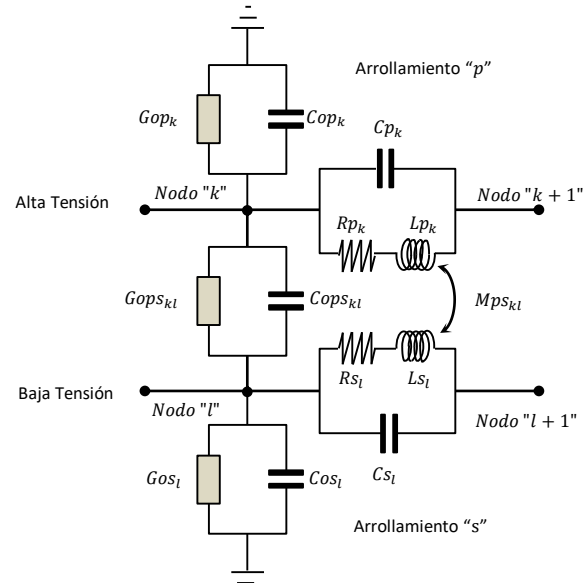 Arrollamiento “p”
Gop_k
Cop_k
Cp_k
Alta Tensión
Nodo "k"
Nodo "k + 1"
Rp_k
Lp_k
Gops_kl
Cops_kl
Mps_kl
Rs_l
Ls_l
Baja Tensión
Nodo "l"
Nodo "l + 1"
Cs_l
Gos_l
Cos_l
Arrollamiento “s”